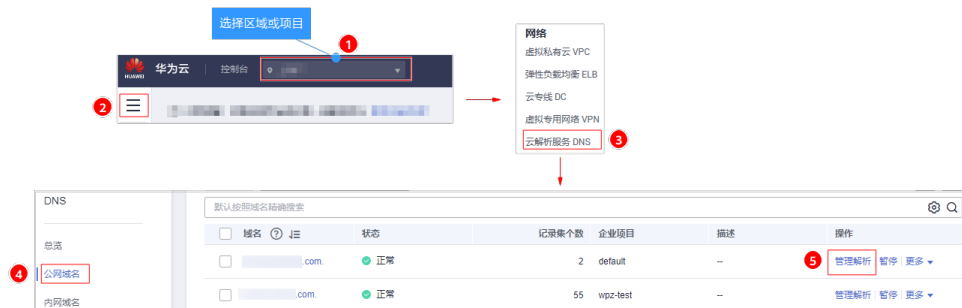 选择区域或项目
1
HUAWEI 华为云 控制台
2
网络
虚拟私有云 VPC
弹性负载均衡 ELB
云专线 DC
虚拟专用网络 VPN
云解析服务 DNS 3
DNS
总览
4 公网域名
内网域名
默认按照域名精确搜索
域名 状态 记录集个数 企业项目 描述 操作
.com. 正常 2 default -- 5 管理解析 暂停 更多
.com. 正常 55 wpz-test -- 管理解析 暂停 更多